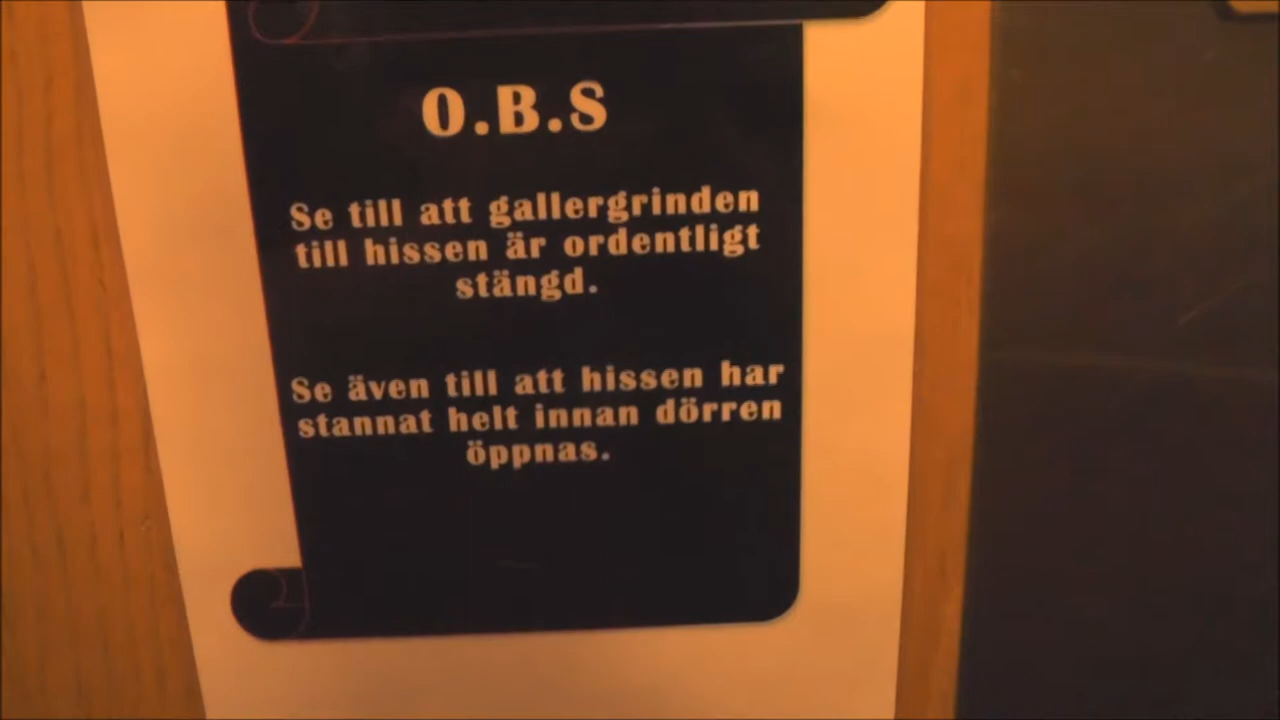 O.B.S
Se till att gallergrinden
till hissen är ordentligt
stängd.
Se även till att hissen har
stannat helt innan dörren
öppnas.